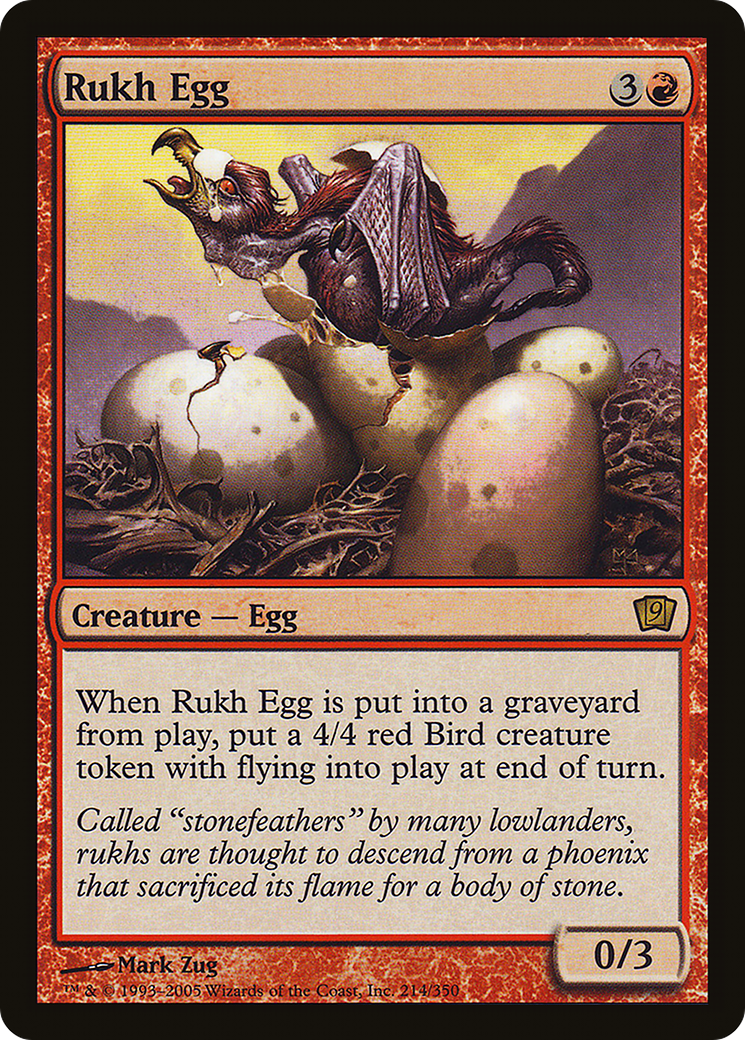 Rukh Egg
3
Creature — Egg
9
When Rukh Egg is put into a graveyard
from play, put a 4/4 red Bird creature
token with flying into play at end of turn.
Called “stonefeathers” by many lowlanders,
rukhs are thought to descend from a phoenix
that sacrificed its flame for a body of stone.
0/3
Mark Zug
™ & © 1993–2005 Wizards of the Coast, Inc. 214/350